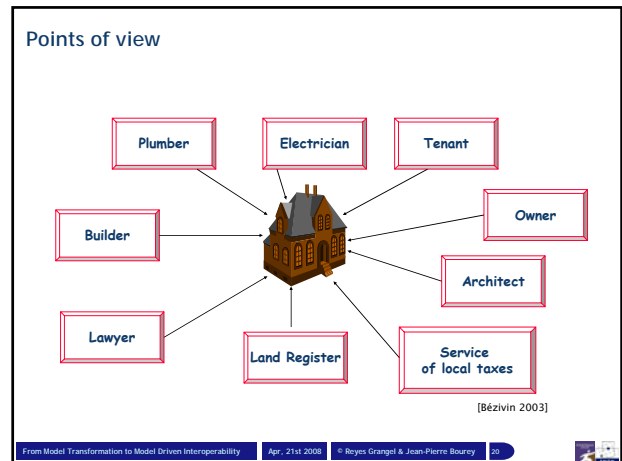 Points of view
Plumber
Electrician
Tenant
Owner
Builder
Architect
Lawyer
Land Register
Service
of local taxes
[Bézivin 2003]
From Model Transformation to Model Driven Interoperability
Apr, 21st 2008
© Reyes Grangel & Jean-Pierre Bourey
20